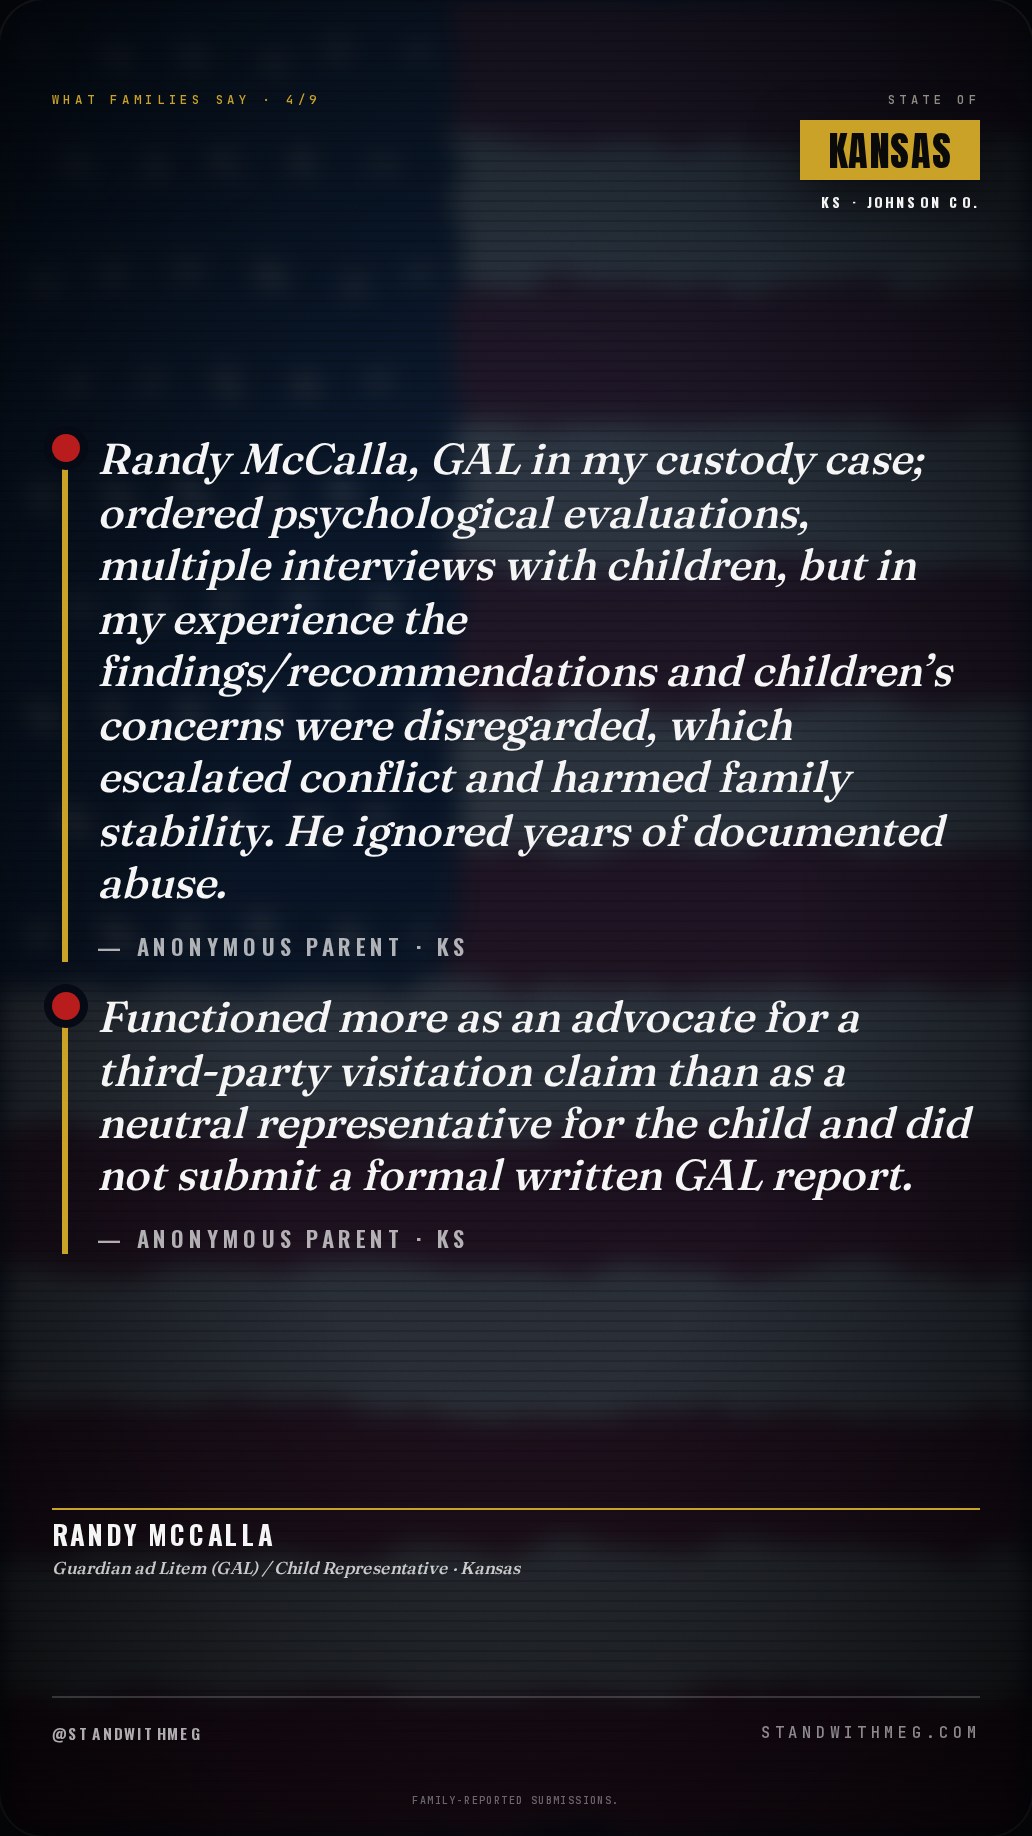 WHAT FAMILIES SAY · 4/9
STATE OF
KANSAS
KS · JOHNSON CO.
Randy McCalla, GAL in my custody case;
ordered psychological evaluations,
multiple interviews with children, but in
my experience the
findings/recommendations and children’s
concerns were disregarded, which
escalated conflict and harmed family
stability. He ignored years of documented
abuse.
— ANONYMOUS PARENT · KS
Functioned more as an advocate for a
third-party visitation claim than as a
neutral representative for the child and did
not submit a formal written GAL report.
— ANONYMOUS PARENT · KS
RANDY MCCALLA
Guardian ad Litem (GAL) / Child Representative · Kansas
@STANDWITHMEG
STANDWITHMEG.COM
FAMILY-REPORTED SUBMISSIONS.